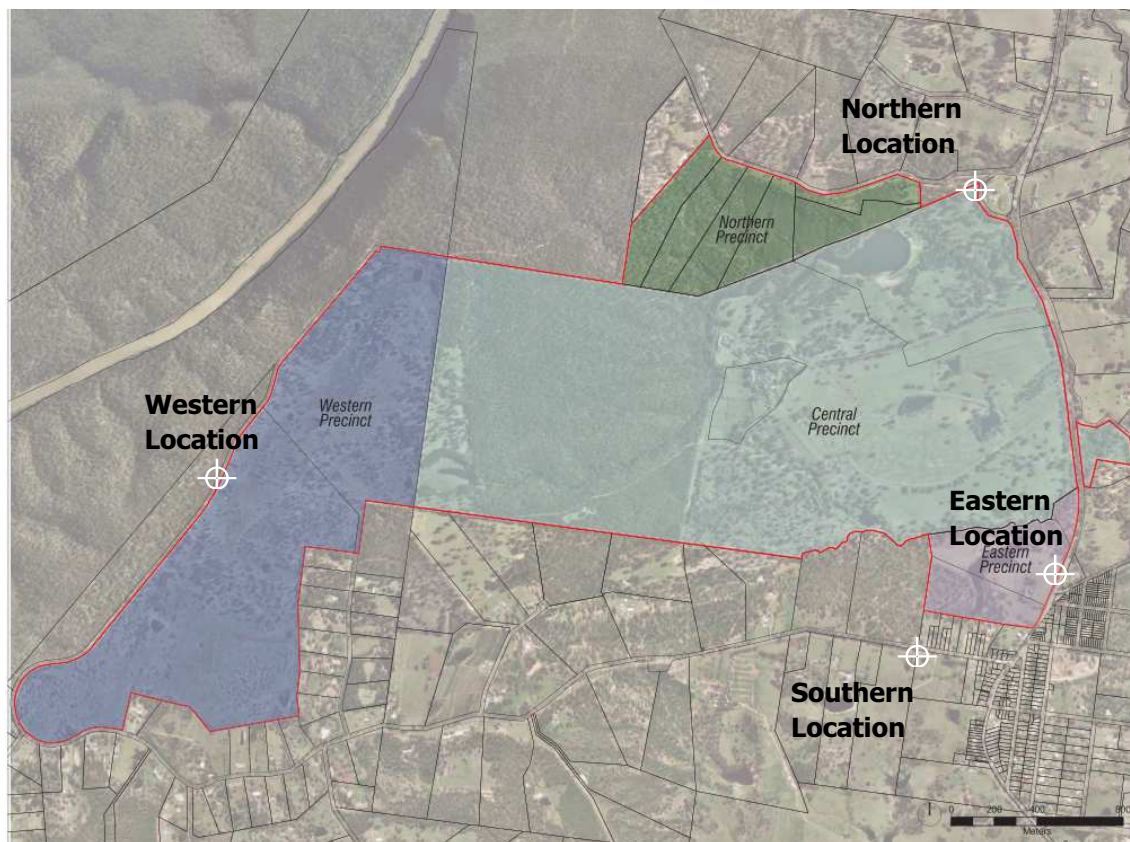 Northern
Location
Northern
Precinct
Western
Location
Western
Precinct
Central
Precinct
Eastern
Location
Eastern
Precinct
Southern
Location
0 200 400 800
Meters